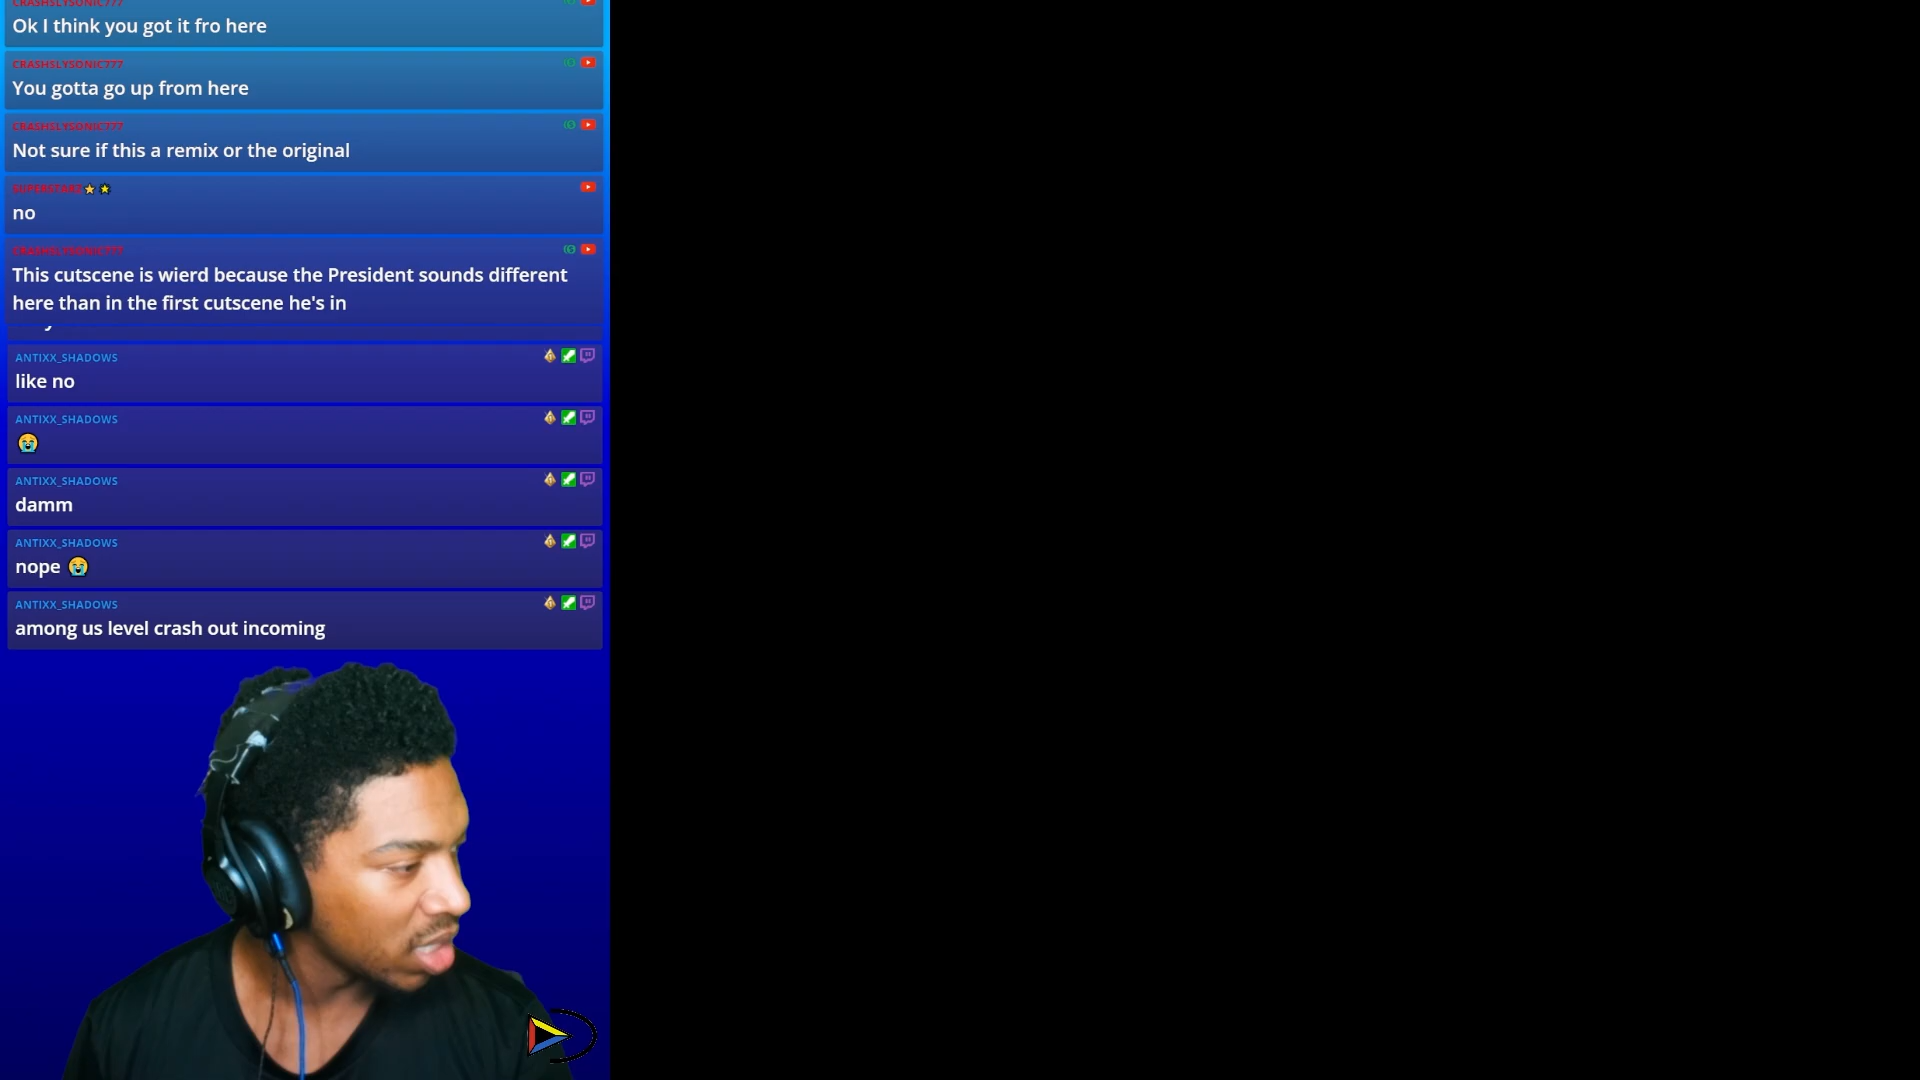 CRASHSLYSONIC777
Ok I think you got it fro here
CRASHSLYSONIC777
You gotta go up from here
CRASHSLYSONIC777
Not sure if this a remix or the original
no
CRASHSLYSONIC777
This cutscene is wierd because the President sounds different
here than in the first cutscene he's in
ANTIXX_SHADOWS
like no
ANTIXX_SHADOWS
😭
ANTIXX_SHADOWS
damm
ANTIXX_SHADOWS
nope 😭
ANTIXX_SHADOWS
among us level crash out incoming